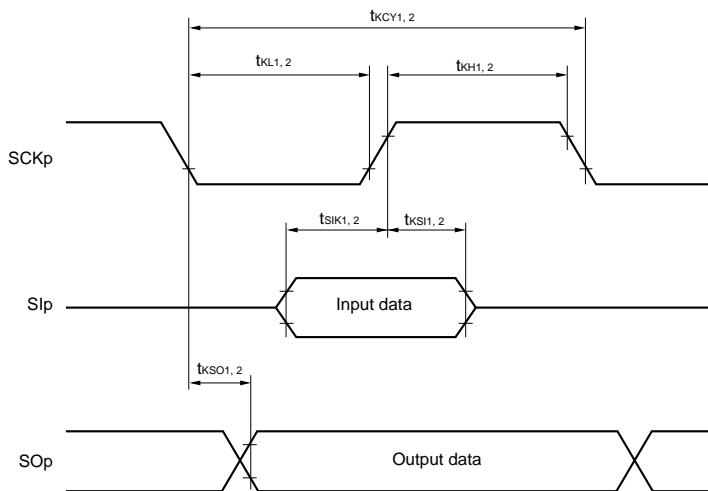 tKCY1, 2
tKL1, 2
tKH1, 2
SCKp
tSIK1, 2
tKSI1, 2
SIp
Input data
tKSO1, 2
SOp
Output data